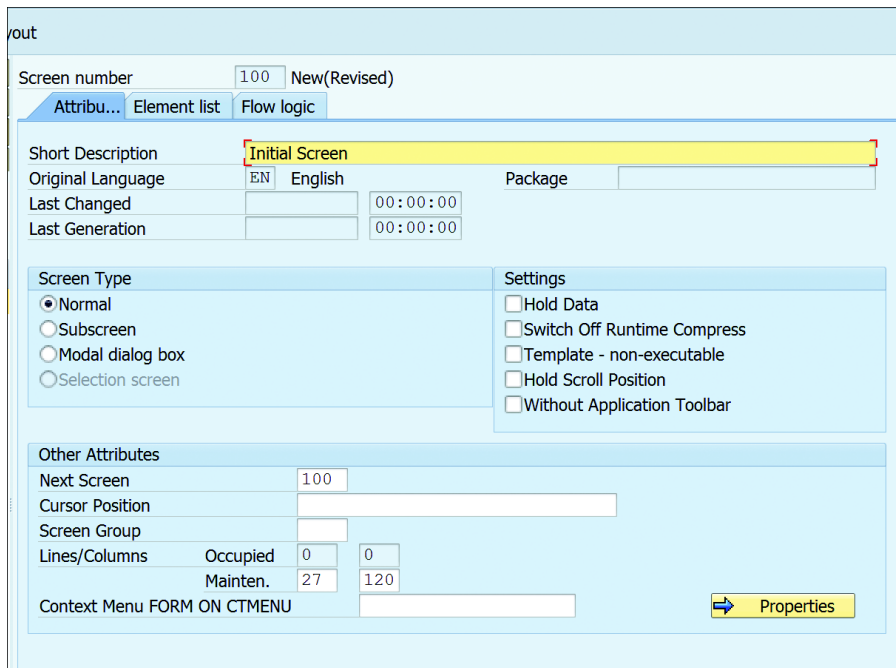 yout
Screen number 100 New(Revised)
Attribu... Element list Flow logic
Short Description Initial Screen
Original Language EN English Package
Last Changed 00:00:00
Last Generation 00:00:00
Screen Type Settings
Normal Hold Data
Subscreen Switch Off Runtime Compress
Modal dialog box Template - non-executable
Selection screen Hold Scroll Position
Without Application Toolbar
Other Attributes
Next Screen 100
Cursor Position
Screen Group
Lines/Columns Occupied 0 0
Mainten. 27 120
Context Menu FORM ON CTMENU Properties